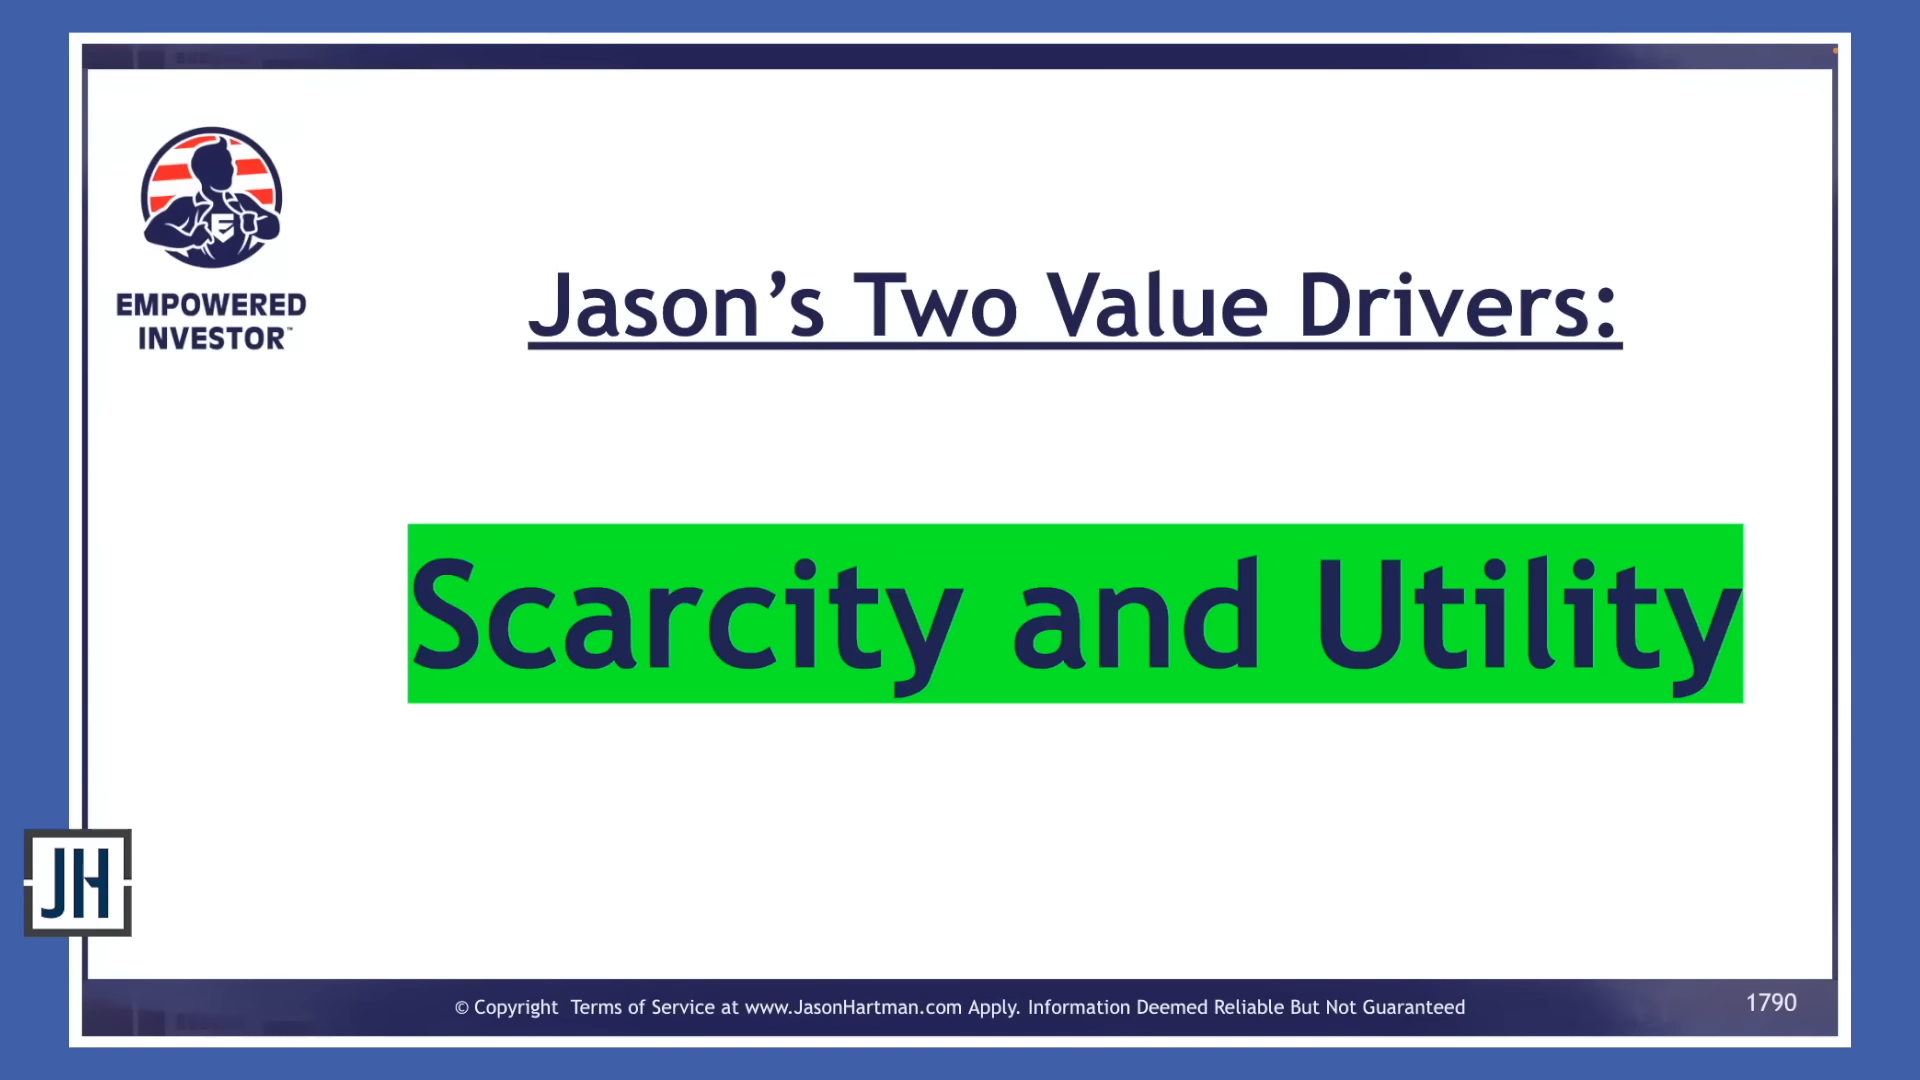 EMPOWERED
INVESTOR™
Jason’s Two Value Drivers:
Scarcity and Utility
JH
© Copyright Terms of Service at www.JasonHartman.com Apply. Information Deemed Reliable But Not Guaranteed
1790